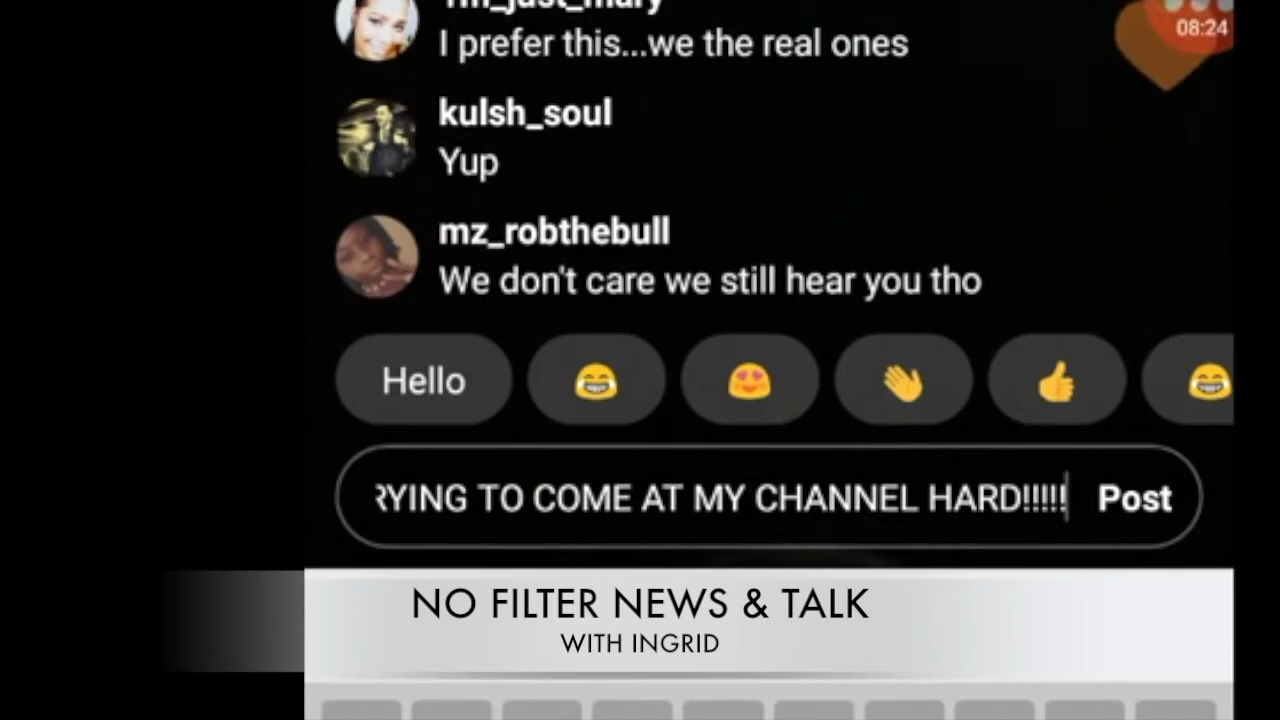 08:24
I prefer this...we the real ones
kulsh_soul
Yup
mz_robthebull
We don't care we still hear you tho
Hello
RYING TO COME AT MY CHANNEL HARD!!!!!
Post
NO FILTER NEWS & TALK
WITH INGRID